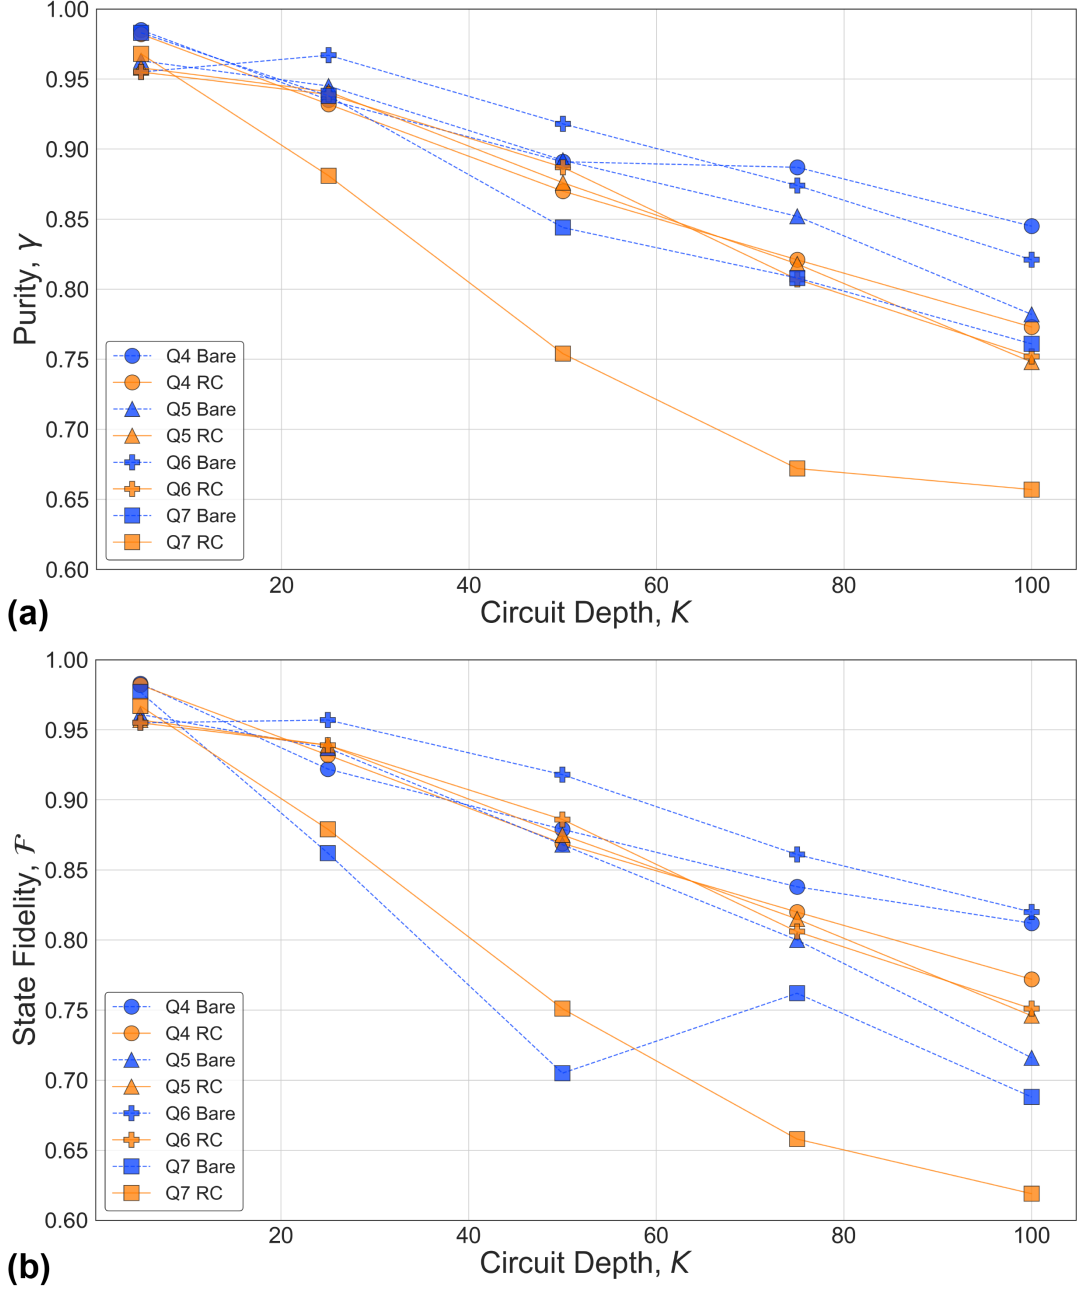 1.00
0.95
0.90
0.85
0.80
0.75
0.70
0.65
0.60
Purity, γ
Q4 Bare
Q4 RC
Q5 Bare
Q5 RC
Q6 Bare
Q6 RC
Q7 Bare
Q7 RC
20 40 60 80 100
Circuit Depth, K
(a)
1.00
0.95
0.90
0.85
0.80
0.75
0.70
0.65
0.60
State Fidelity, ℱ
Q4 Bare
Q4 RC
Q5 Bare
Q5 RC
Q6 Bare
Q6 RC
Q7 Bare
Q7 RC
20 40 60 80 100
Circuit Depth, K
(b)